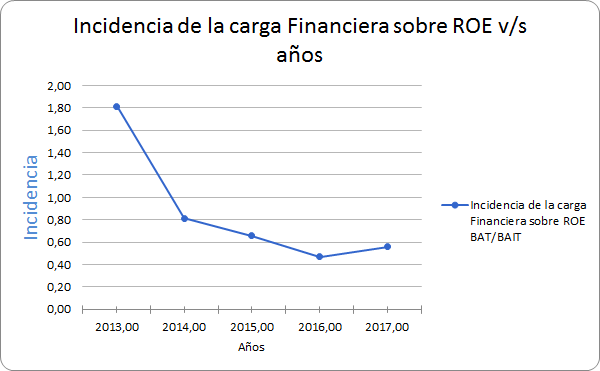 Incidencia de la carga Financiera sobre ROE v/s
años
2,00
1,80
1,60
1,40
1,20
1,00
0,80
0,60
0,40
0,20
0,00
Incidencia
2013,00 2014,00 2015,00 2016,00 2017,00
Años
Incidencia de la carga
Financiera sobre ROE
BAT/BAIT